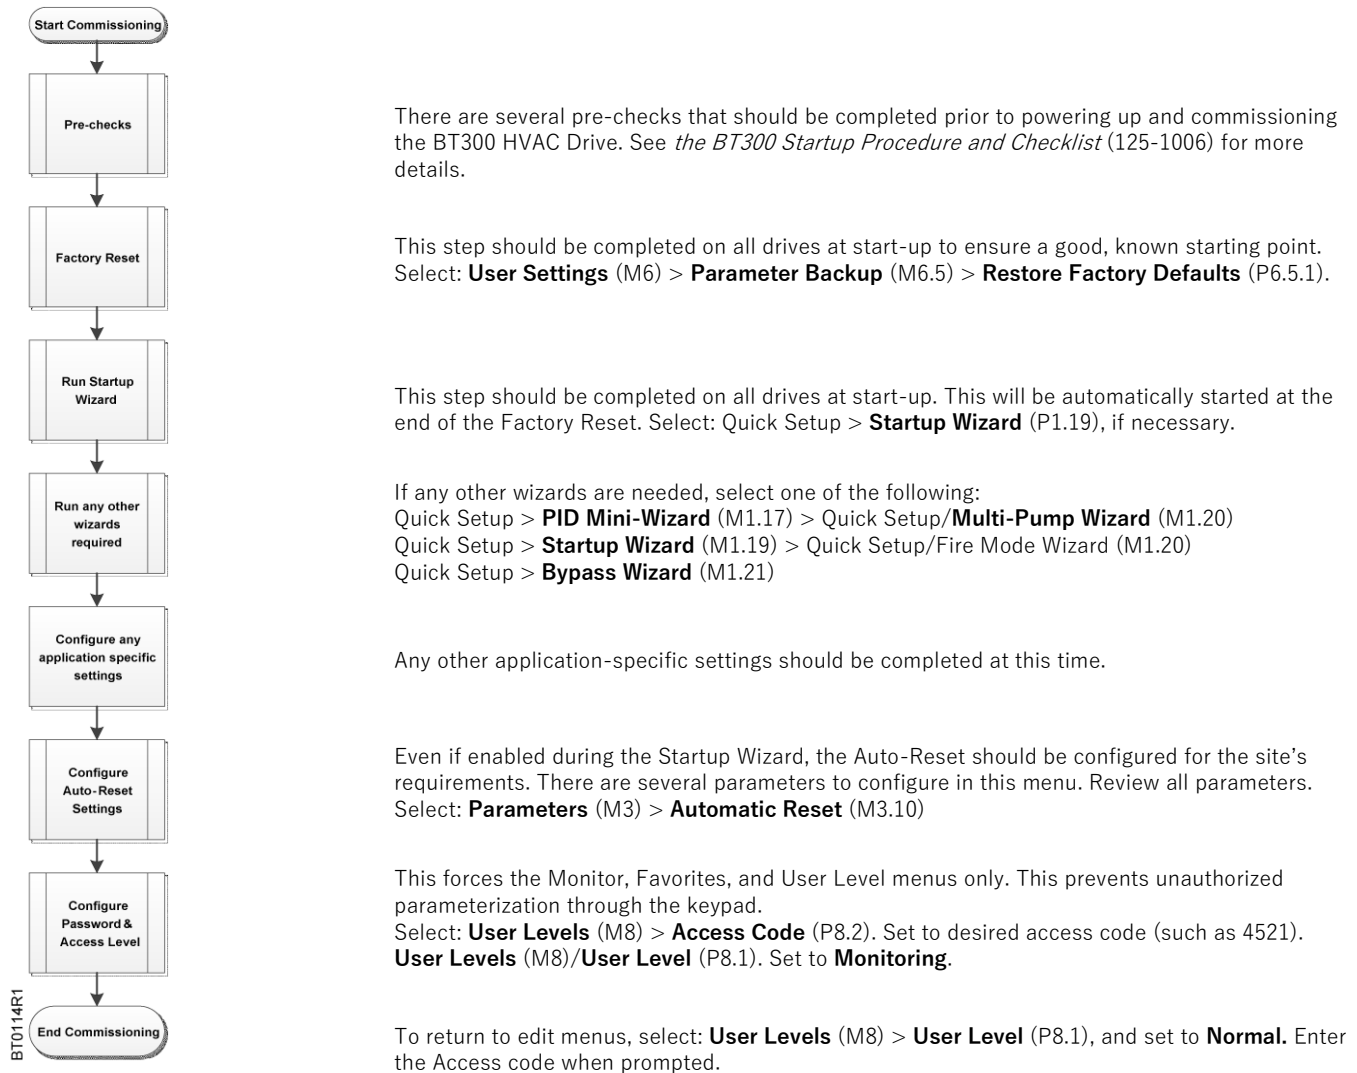 Start Commissioning
Pre-checks
There are several pre-checks that should be completed prior to powering up and commissioning
the BT300 HVAC Drive. See the BT300 Startup Procedure and Checklist (125-1006) for more
details.
Factory Reset
This step should be completed on all drives at start-up to ensure a good, known starting point.
Select: User Settings (M6) > Parameter Backup (M6.5) > Restore Factory Defaults (P6.5.1).
Run Startup
Wizard
This step should be completed on all drives at start-up. This will be automatically started at the
end of the Factory Reset. Select: Quick Setup > Startup Wizard (P1.19), if necessary.
Run any other
wizards
required
If any other wizards are needed, select one of the following:
Quick Setup > PID Mini-Wizard (M1.17) > Quick Setup/Multi-Pump Wizard (M1.20)
Quick Setup > Startup Wizard (M1.19) > Quick Setup/Fire Mode Wizard (M1.20)
Quick Setup > Bypass Wizard (M1.21)
Configure any
application specific
settings
Any other application-specific settings should be completed at this time.
Configure
Auto-Reset
Settings
Even if enabled during the Startup Wizard, the Auto-Reset should be configured for the site's
requirements. There are several parameters to configure in this menu. Review all parameters.
Select: Parameters (M3) > Automatic Reset (M3.10)
Configure
Password &
Access Level
This forces the Monitor, Favorites, and User Level menus only. This prevents unauthorized
parameterization through the keypad.
Select: User Levels (M8) > Access Code (P8.2). Set to desired access code (such as 4521).
User Levels (M8)/User Level (P8.1). Set to Monitoring.
End Commissioning
To return to edit menus, select: User Levels (M8) > User Level (P8.1), and set to Normal. Enter
the Access code when prompted.
BT0114R1